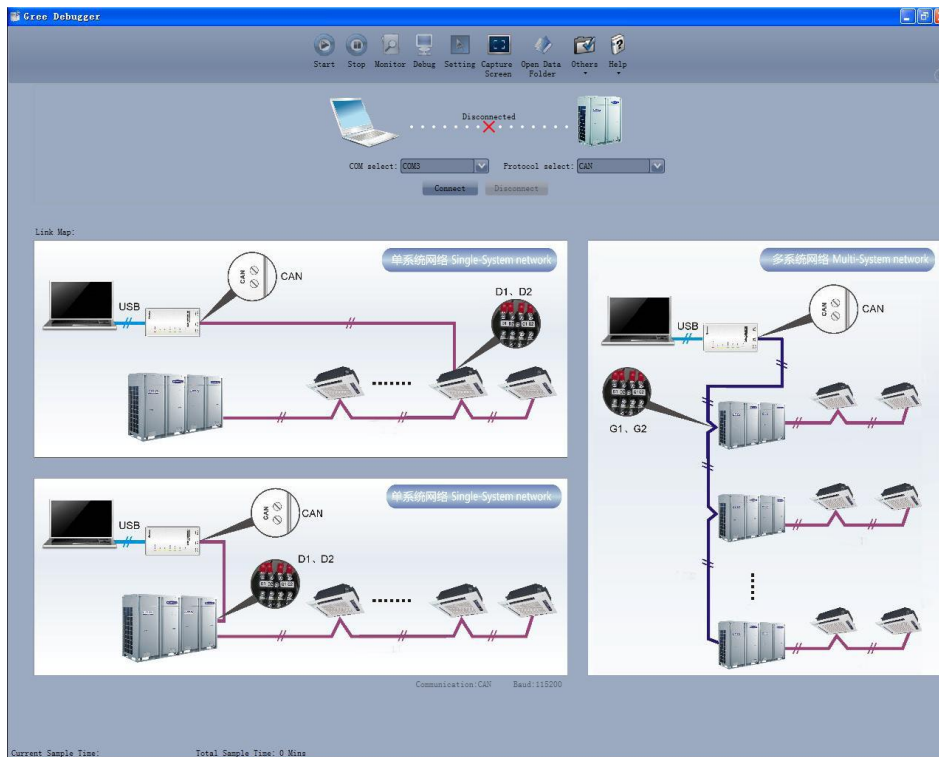 Gree Debugger
Start Stop Monitor Debug Setting Capture Screen Open Data Folder Others Help
Disconnected
COM select: COM3 Protocol select: CAN
Connect Disconnect
Link Map:
单系统网络 Single-System network
CAN
CAN
USB
D1、D2
多系统网络 Multi-System network
CAN
CAN
USB
G1、G2
单系统网络 Single-System network
CAN
CAN
USB
D1、D2
Communication:CAN Baud:115200
Current Sample Time: Total Sample Time: 0 Mins